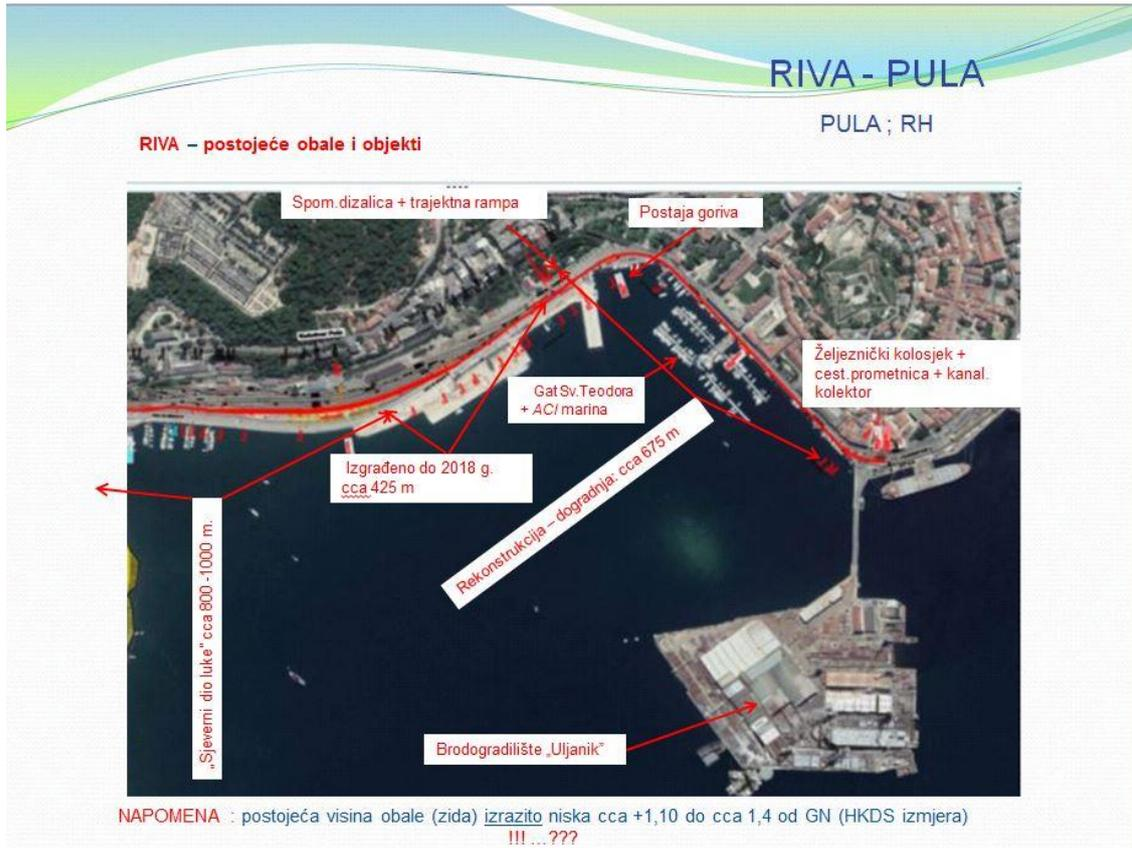 RIVA - PULA
PULA ; RH
RIVA – postojeće obale i objekti
Spom.dizalica + trajektna rampa
Postaja goriva
Željeznički kolosjek +
cest.prometnica + kanal.
kolektor
GatSv.Teodora
+ ACI marina
Izgrađeno do 2018 g.
cca 425 m
Rekonstrukcija – dogradnja: cca 675 m
„Sjeverni dio luke" cca 800 -1000 m.
Brodogradilište „Uljanik”
NAPOMENA : postojeća visina obale (zida) izrazito niska cca +1,10 do cca 1,4 od GN (HKDS izmjera)
!!! ...???